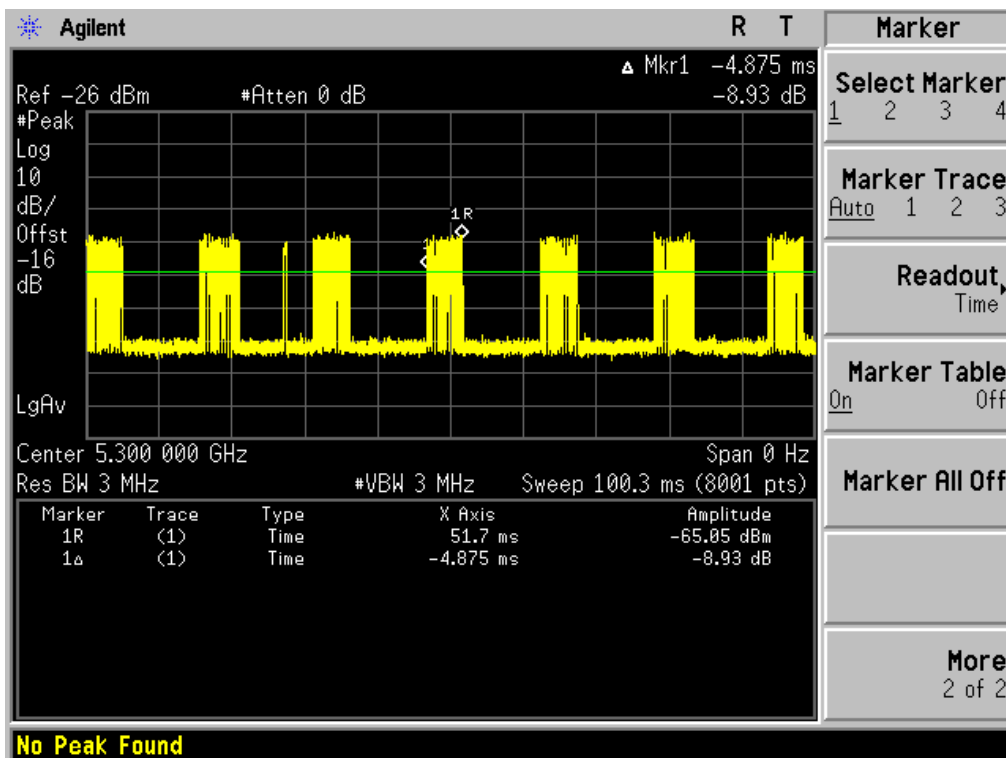 Agilent
R T
Marker
Δ Mkr1 -4.875 ms
Ref -26 dBm #Atten 0 dB -8.93 dB
#Peak
Log
10
dB/
Offst
-16
dB
1R
1
LgAv
Center 5.300 000 GHz Span 0 Hz
Res BW 3 MHz #VBW 3 MHz Sweep 100.3 ms (8001 pts)
Marker Trace Type X Axis Amplitude
1R (1) Time 51.7 ms -65.05 dBm
1Δ (1) Time -4.875 ms -8.93 dB
Select Marker
1 2 3 4
Marker Trace
Auto 1 2 3
Readout
Time
Marker Table
On Off
Marker All Off
More
2 of 2
No Peak Found